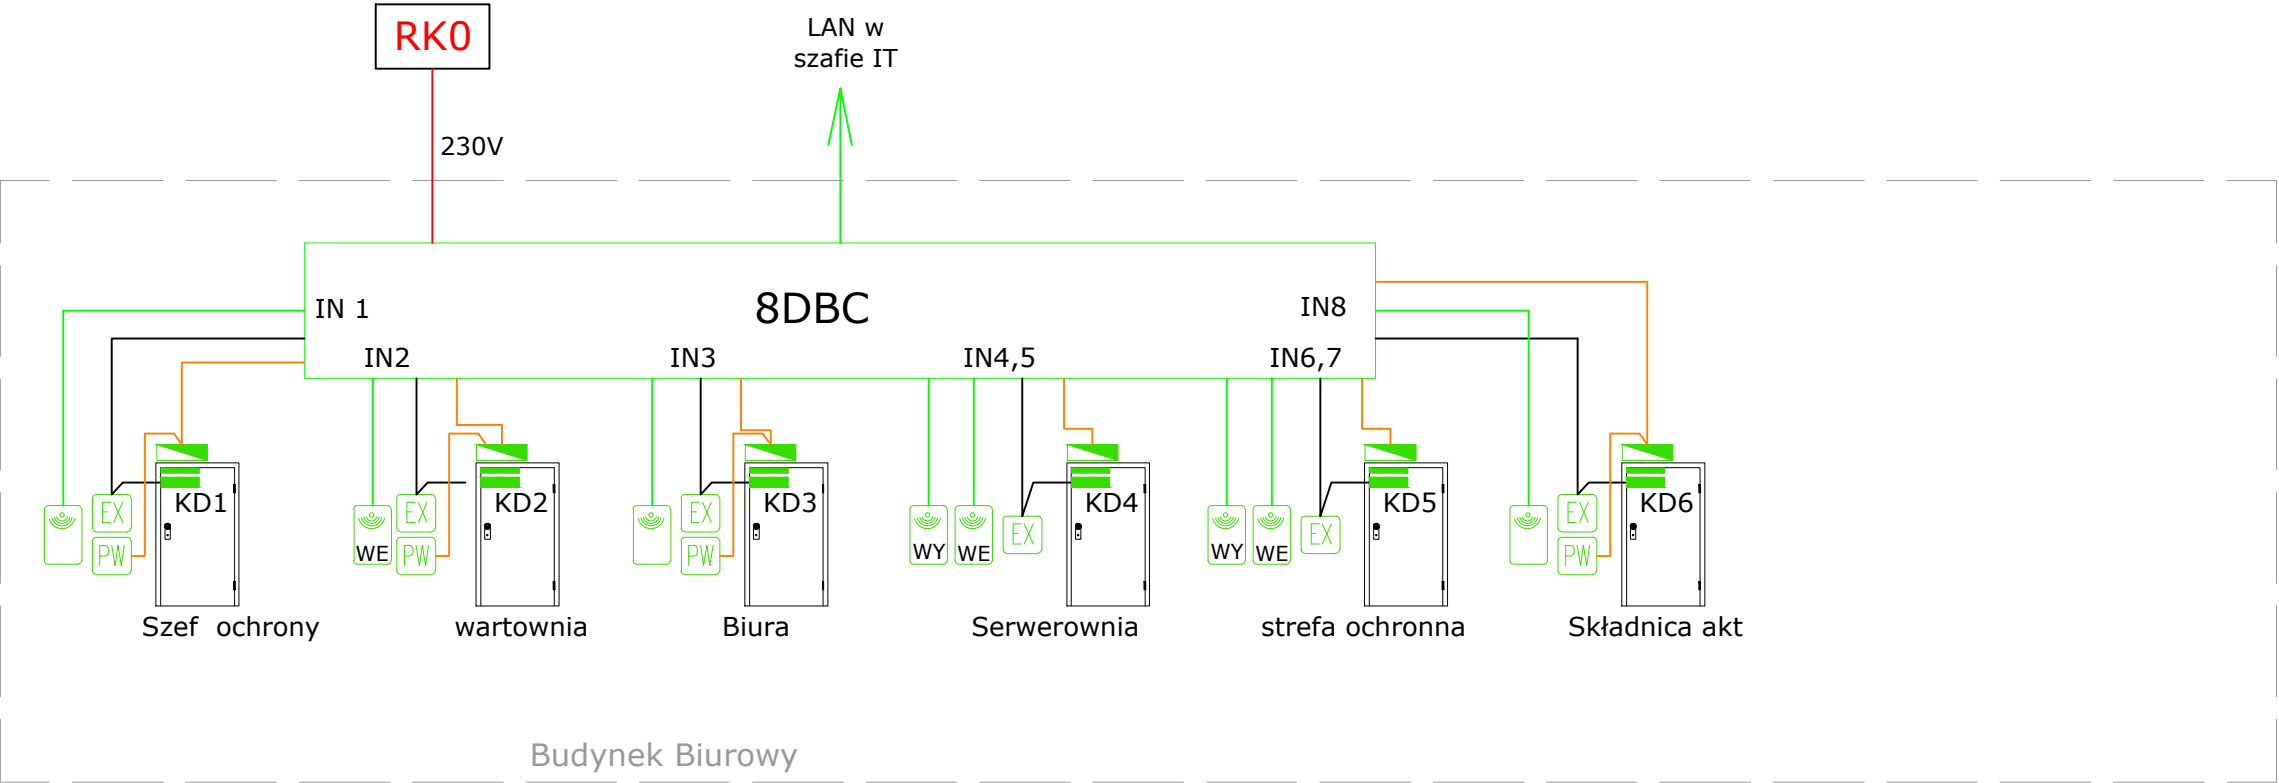 RK0
LAN w
szafie IT
230V
8DBC
IN 1
IN8
IN2
IN3
IN4,5
IN6,7
EX
PW
KD1
WE
EX
PW
KD2
EX
PW
KD3
WY
WE
EX
KD4
WY
WE
EX
KD5
EX
PW
KD6
Szef ochrony
wartownia
Biura
Serwerownia
strefa ochronna
Składnica akt
Budynek Biurowy